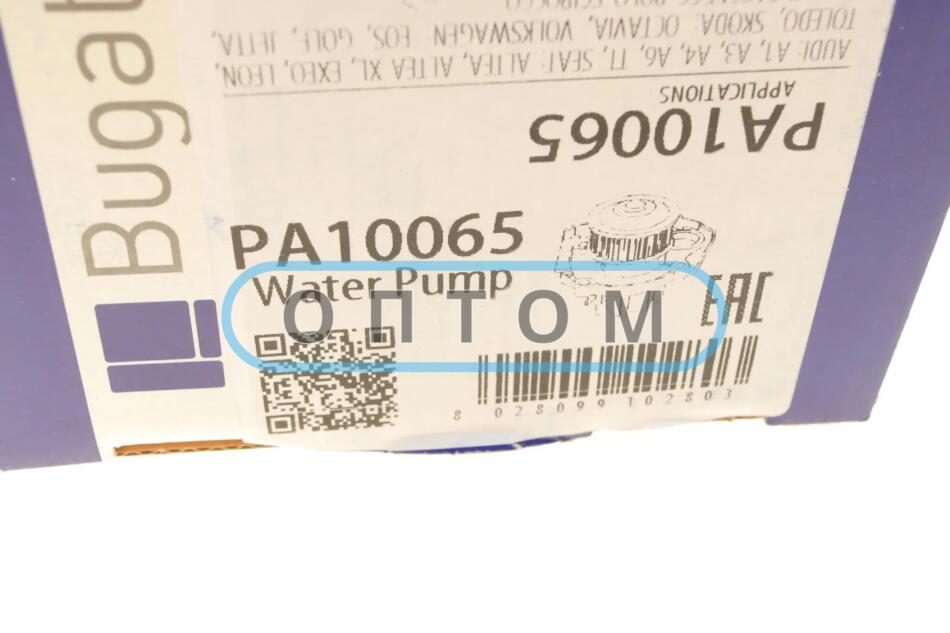 Bugat
PA10065
Water Pump
ОПТОМ
EAC
8 028099 102803
PA10065
APPLICATIONS
AUDI: A1, A3, A4, A6, TT, SEAT: ALTEA, ALTEA XL, EXEO, LEON,
TOLEDO, SKODA: OCTAVIA, VOLKSWAGEN: EOS, GOLF, JETTA,